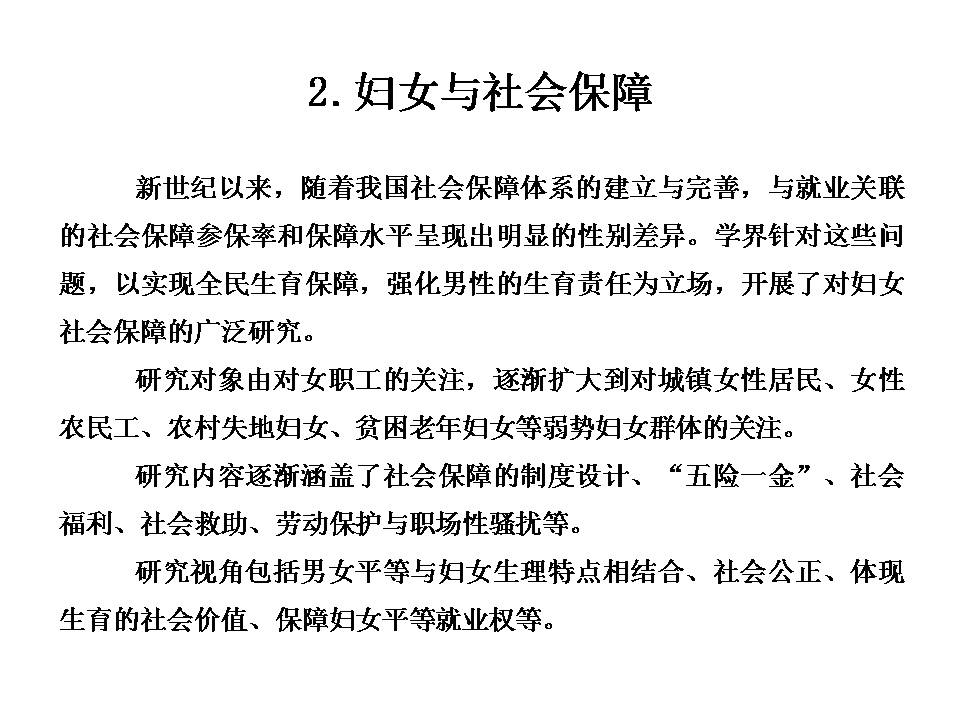 2.妇女与社会保障
新世纪以来，随着我国社会保障体系的建立与完善，与就业关联
的社会保障参保率和保障水平呈现出明显的性别差异。学界针对这些问
题，以实现全民生育保障，强化男性的生育责任为立场，开展了对妇女
社会保障的广泛研究。
研究对象由对女职工的关注，逐渐扩大到对城镇女性居民、女性
农民工、农村失地妇女、贫困老年妇女等弱势妇女群体的关注。
研究内容逐渐涵盖了社会保障的制度设计、“五险一金”、社会
福利、社会救助、劳动保护与职场性骚扰等。
研究视角包括男女平等与妇女生理特点相结合、社会公正、体现
生育的社会价值、保障妇女平等就业权等。